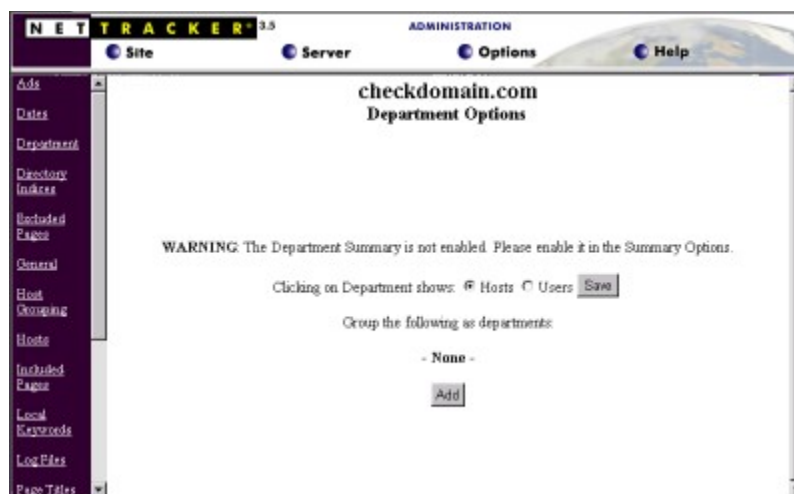 NET TRACKER® 3.5 ADMINISTRATION
Site Server Options Help
Ads
Dates
Department
Directory
Indices
Excluded
Pages
General
Host
Grouping
Hosts
Included
Pages
Local
Keywords
Log Files
Page Titles
checkdomain.com
Department Options
WARNING: The Department Summary is not enabled. Please enable it in the Summary Options.
Clicking on Department shows: Hosts Users Save
Group the following as departments:
- None -
Add